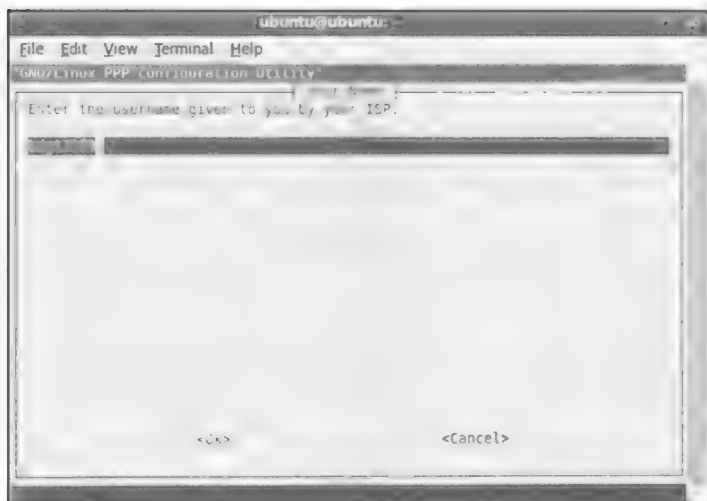 ubuntu@ubuntu: ~
File Edit View Terminal Help
"GNU/Linux PPP Configuration Utility"
Enter the username given to you by your ISP.
<Ok>
<Cancel>